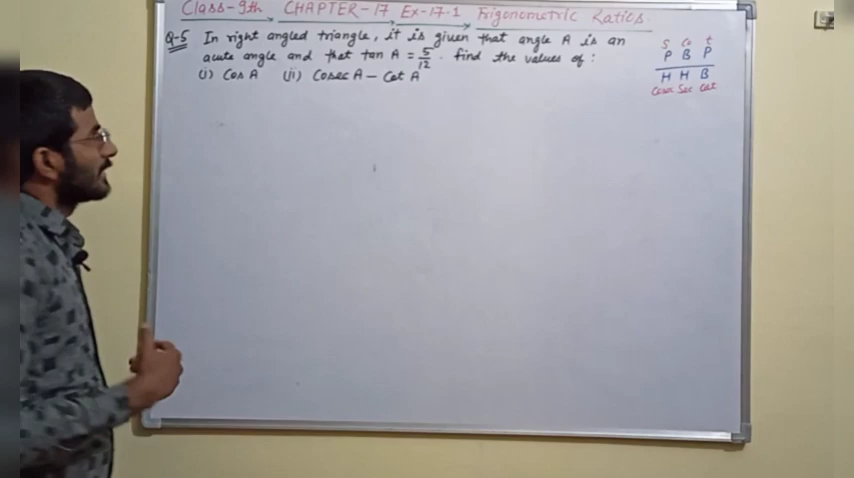 Class-9th CHAPTER-17 Ex-17.1 Trigonometric Ratios
Q-5 In right angled triangle, it is given that angle A is an
acute angle and that tan A = 5/12. find the values of :
(i) Cos A (ii) Cosec A - Cot A
S Co t
P B P
H H B
Cosec Sec Cot